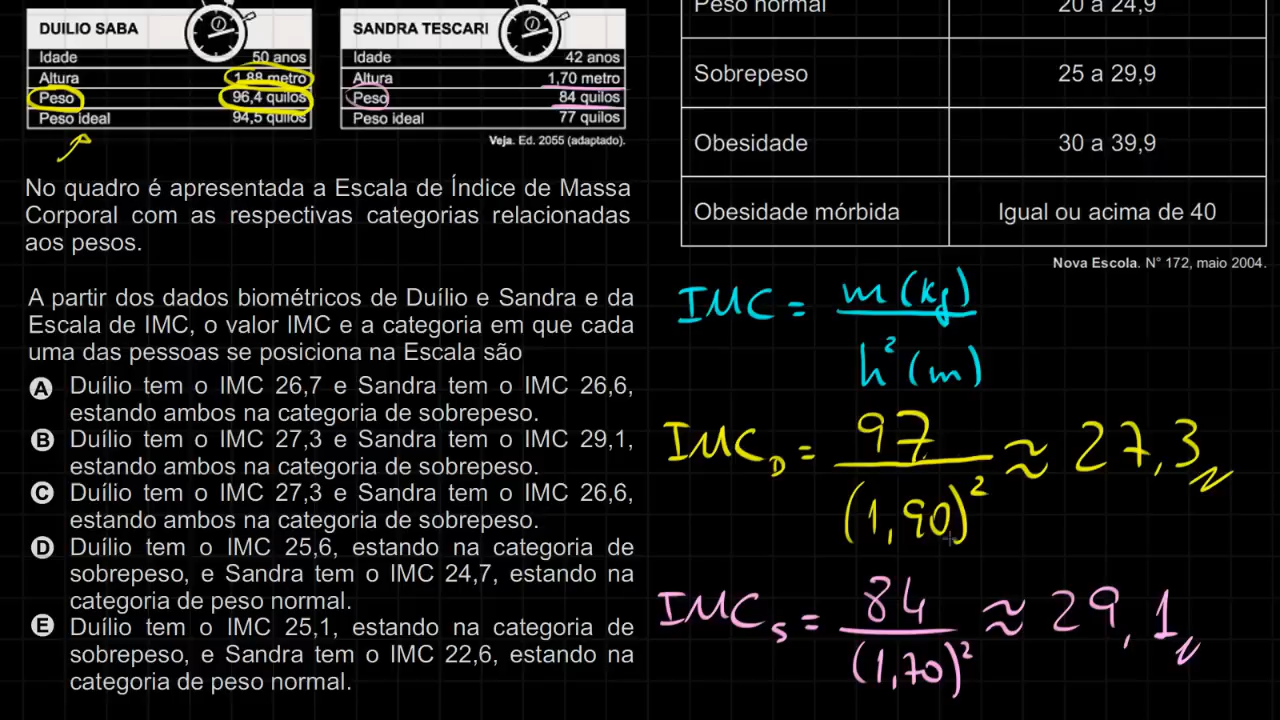 DUILIO SABA
Idade 50 anos
Altura 1,88 metro
Peso 96,4 quilos
Peso ideal 94,5 quilos
SANDRA TESCARI
Idade 42 anos
Altura 1,70 metro
Peso 84 quilos
Peso ideal 77 quilos
Veja. Ed. 2055 (adaptado).
No quadro é apresentada a Escala de Índice de Massa
Corporal com as respectivas categorias relacionadas
aos pesos.
A partir dos dados biométricos de Duílio e Sandra e da
Escala de IMC, o valor IMC e a categoria em que cada
uma das pessoas se posiciona na Escala são
A Duílio tem o IMC 26,7 e Sandra tem o IMC 26,6,
estando ambos na categoria de sobrepeso.
B Duílio tem o IMC 27,3 e Sandra tem o IMC 29,1,
estando ambos na categoria de sobrepeso.
C Duílio tem o IMC 27,3 e Sandra tem o IMC 26,6,
estando ambos na categoria de sobrepeso.
D Duílio tem o IMC 25,6, estando na categoria de
sobrepeso, e Sandra tem o IMC 24,7, estando na
categoria de peso normal.
E Duílio tem o IMC 25,1, estando na categoria de
sobrepeso, e Sandra tem o IMC 22,6, estando na
categoria de peso normal.
Peso normal 20 a 24,9
Sobrepeso 25 a 29,9
Obesidade 30 a 39,9
Obesidade mórbida Igual ou acima de 40
Nova Escola. N° 172, maio 2004.
IMC = m (kg)
h² (m)
IMC_D = 97 ≈ 27,3
(1,90)²
IMC_S = 84 ≈ 29,1
(1,70)²